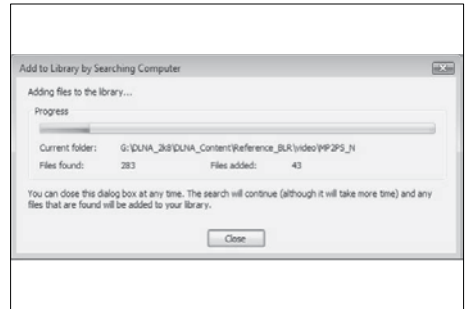 Add to Library by Searching Computer
Adding files to the library...
Progress
Current folder: G:\DLNA_2k8\DLNA_Content\Reference_BLR\video\MP2PS_N
Files found: 283 Files added: 43
You can close this dialog box at any time. The search will continue (although it will take more time) and any
files that are found will be added to your library.
Close